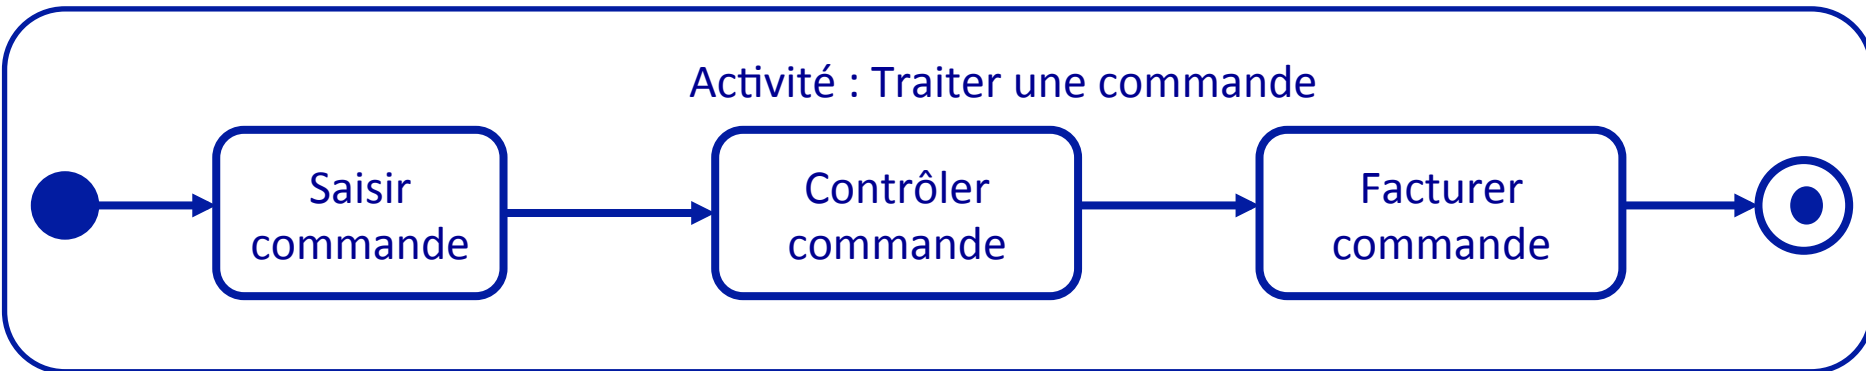 Activité : Traiter une commande
Saisir
commande
Contrôler
commande
Facturer
commande